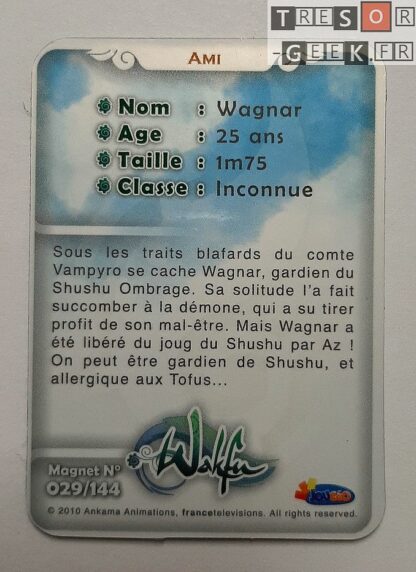 TRESOR
-GEEK.FR
AMI
Nom : Wagnar
Age : 25 ans
Taille : 1m75
Classe : Inconnue
Sous les traits blafards du comte
Vampyro se cache Wagnar, gardien du
Shushu Ombrage. Sa solitude l'a fait
succomber à la démone, qui a su tirer
profit de son mal-être. Mais Wagnar a
été libéré du joug du Shushu par Az !
On peut être gardien de Shushu, et
allergique aux Tofus...
Wakfu
Magnet N°
029/144
© 2010 Ankama Animations, francetelevisions. All rights reserved.